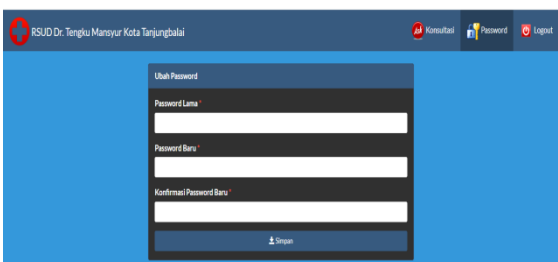 RSUD Dr. Tengku Mansyur Kota Tanjungbalai
Ask Konsultasi Password Logout
Ubah Password
Password Lama *
Password Baru *
Konfirmasi Password Baru *
Simpan